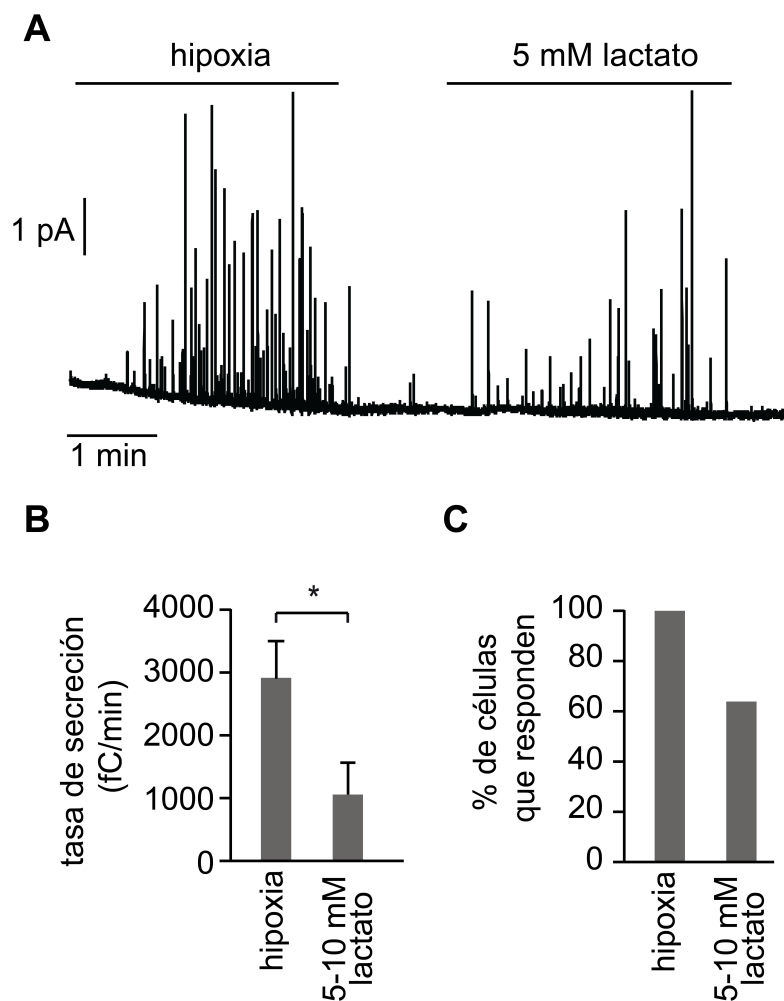 A
hipoxia
5 mM lactato
1 pA
1 min
B
tasa de secreción
(fC/min)
4000
3000
2000
1000
0
*
hipoxia
5-10 mM
lactato
C
% de células
que responden
100
80
60
40
20
0
hipoxia
5-10 mM
lactato